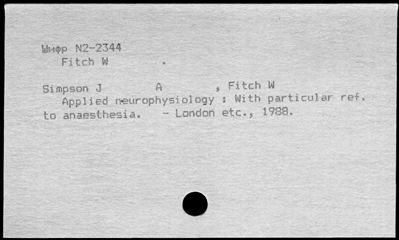 Шифр N2-2344
Fitch W .
Simpson J A , Fitch W
Applied neurophysiology : With particular ref.
to anaesthesia. - London etc., 1988.